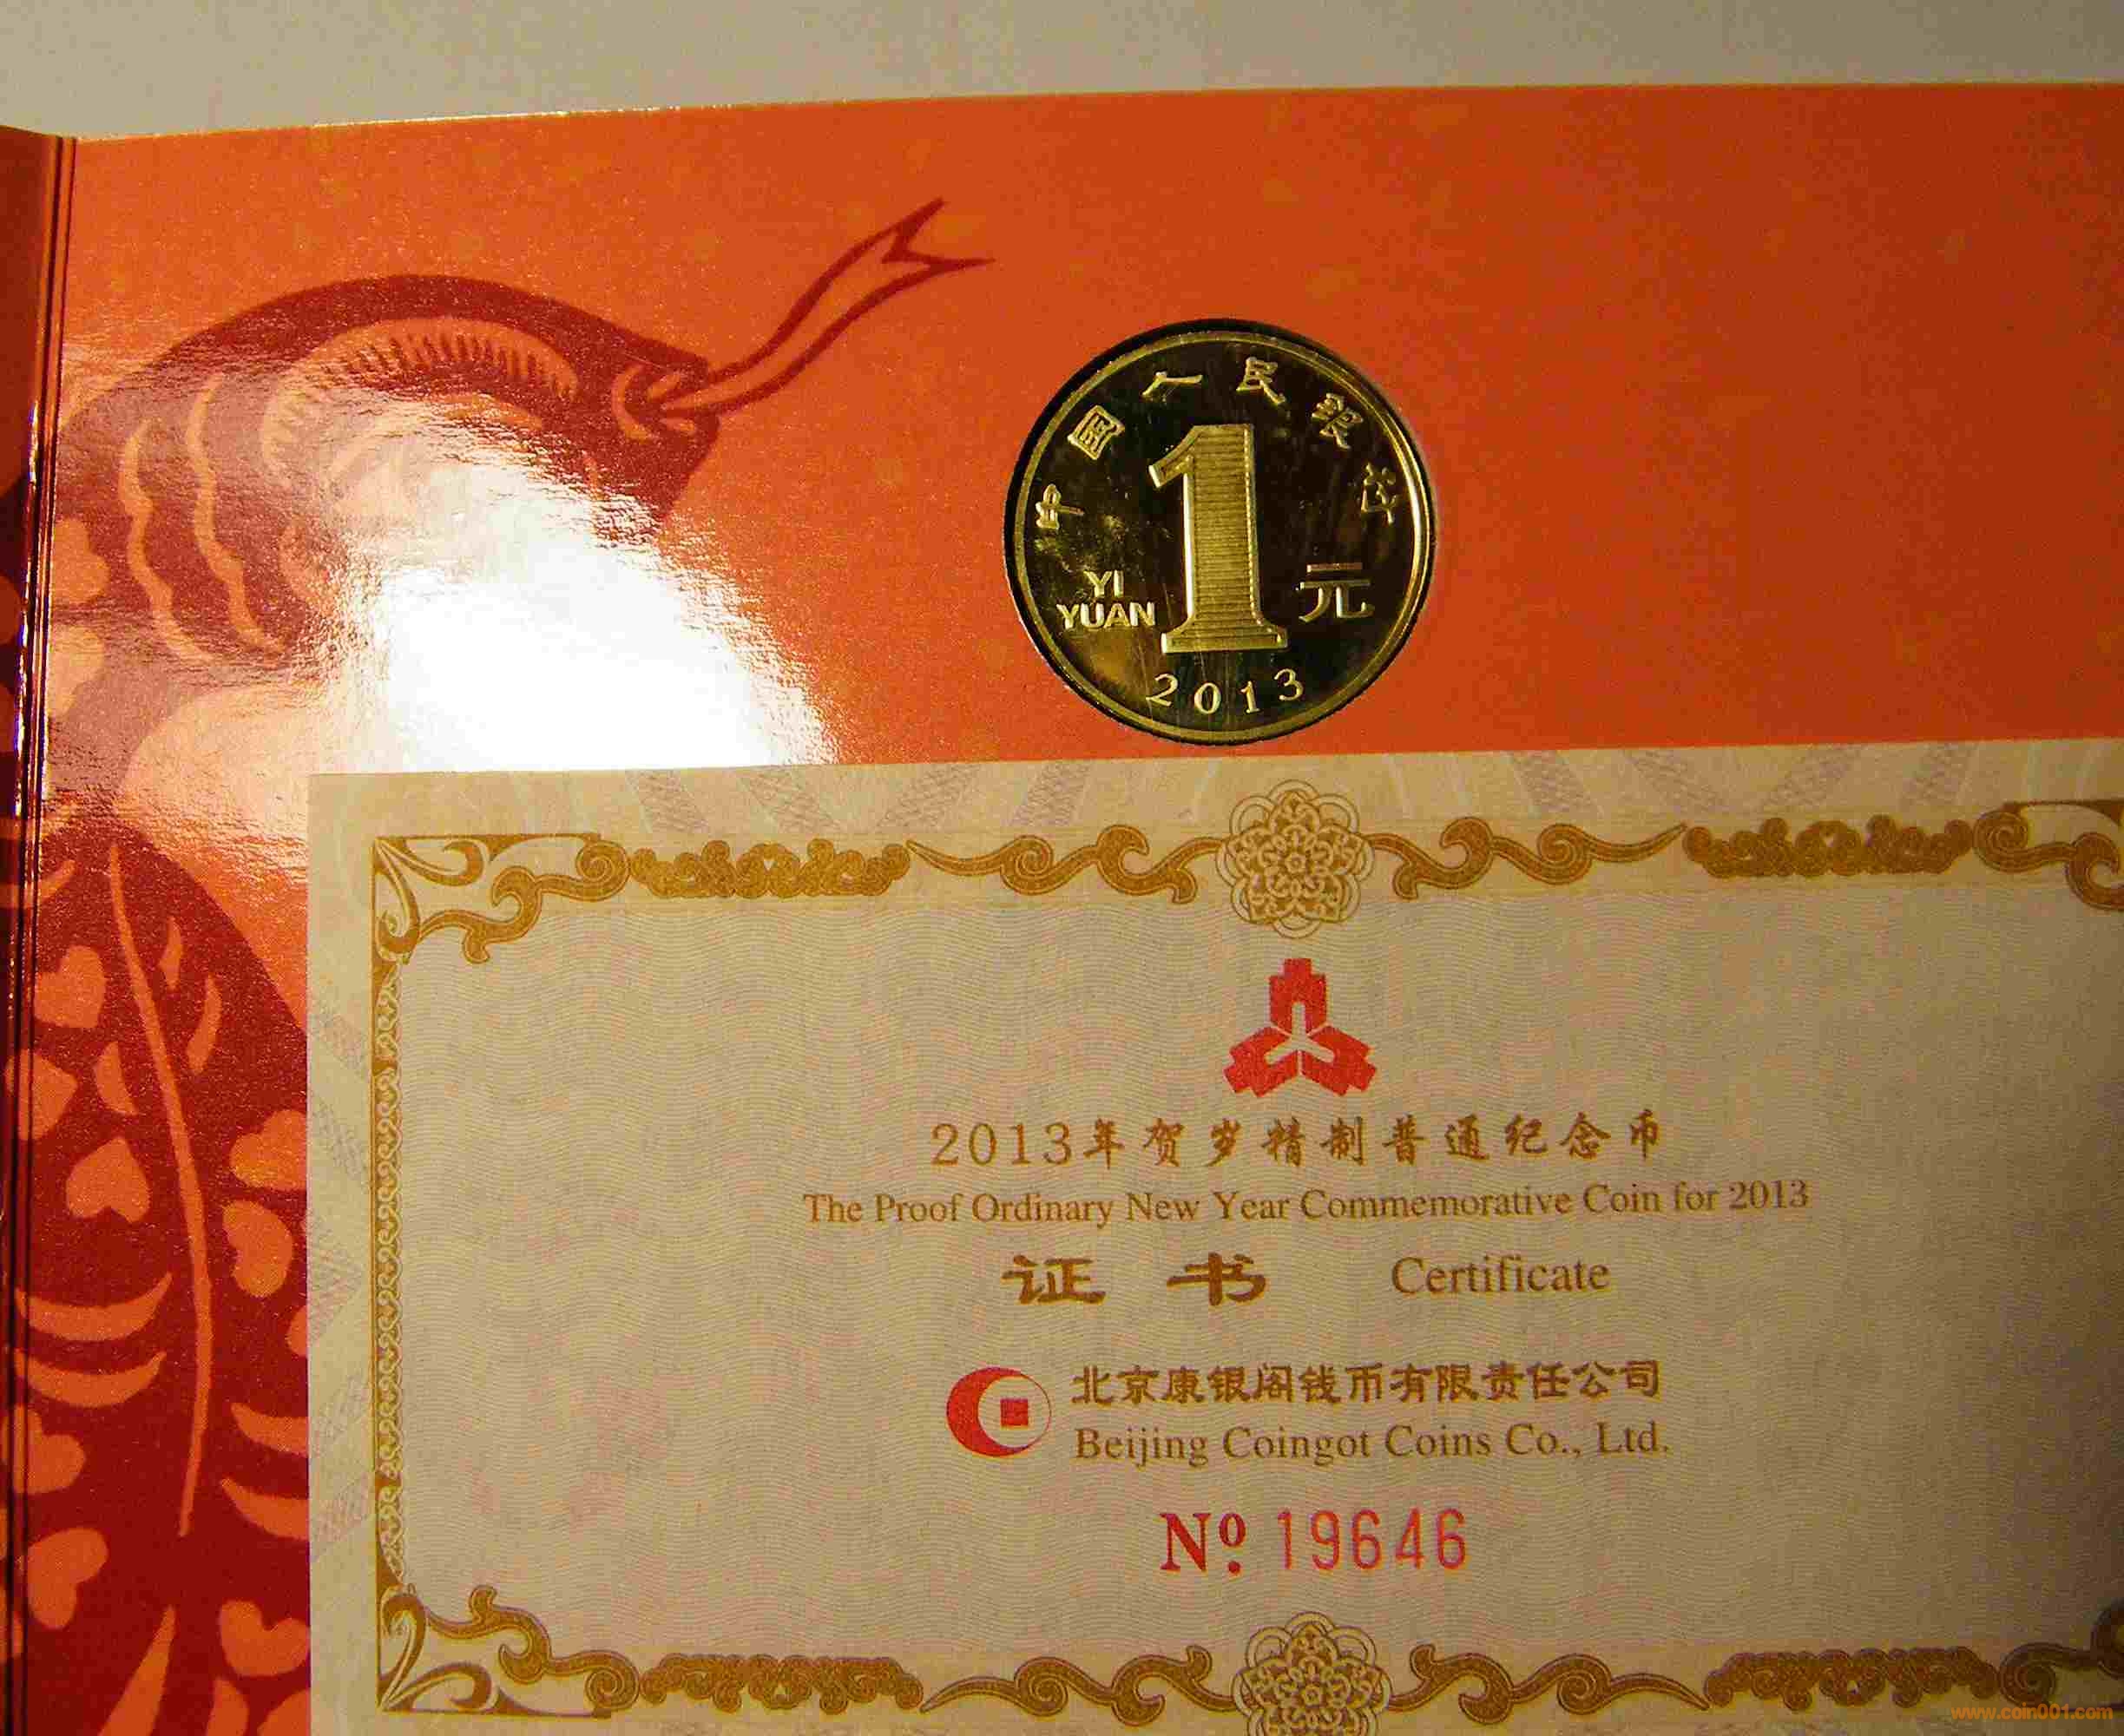 中国人民银行
1
YI
YUAN
元
2013
2013年贺岁精制普通纪念币
The Proof Ordinary New Year Commemorative Coin for 2013
证书 Certificate
北京康银阁钱币有限责任公司
Beijing Coingot Coins Co., Ltd.
Nº 19646
www.coin001.com